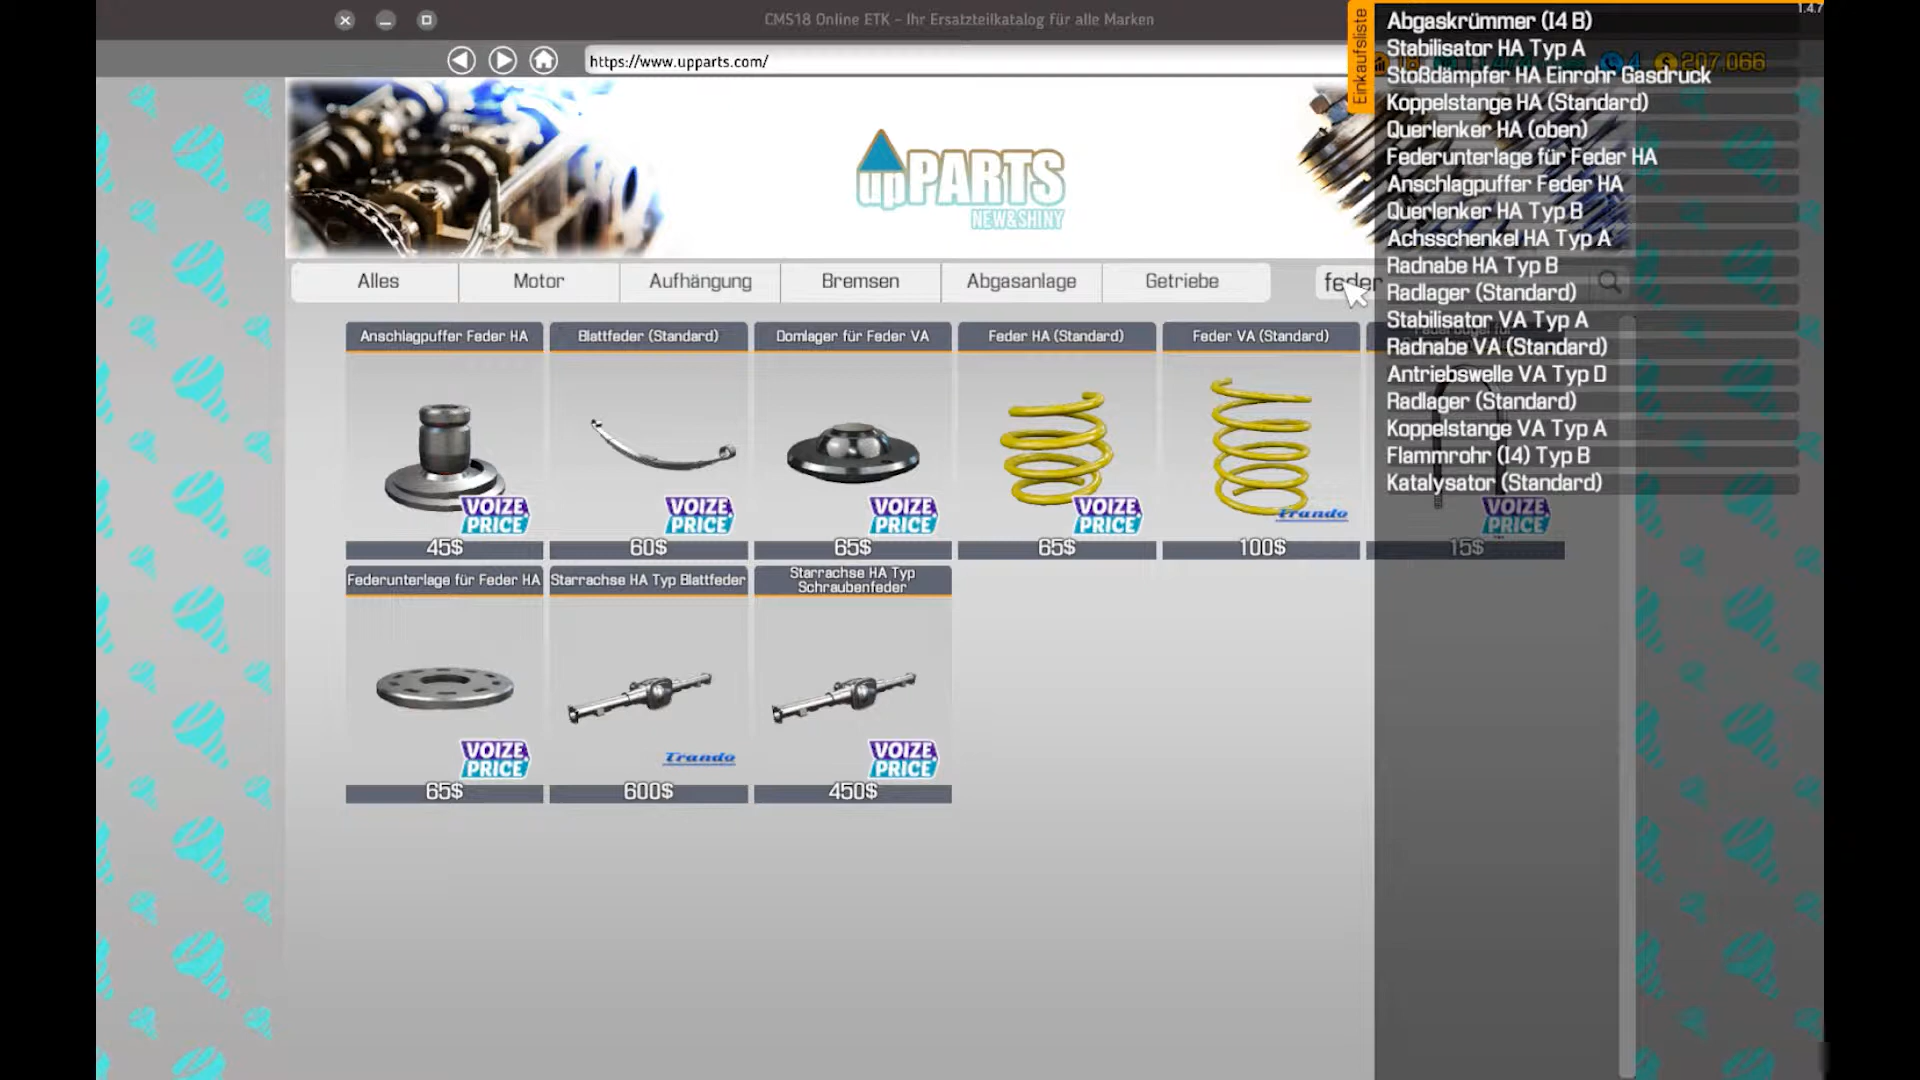 CMS18 Online ETK - Ihr Ersatzteilkatalog für alle Marken
1.4.7
https://www.upparts.com/
207,066
Einkaufsliste
Abgaskrümmer (I4 B)
Stabilisator HA Typ A
Stoßdämpfer HA Einrohr Gasdruck
Koppelstange HA (Standard)
Querlenker HA (oben)
Federunterlage für Feder HA
Anschlagpuffer Feder HA
Querlenker HA Typ B
Achsschenkel HA Typ A
Radnabe HA Typ B
Radlager (Standard)
Stabilisator VA Typ A
Radnabe VA (Standard)
Antriebswelle VA Typ D
Radlager (Standard)
Koppelstange VA Typ A
Flammrohr (I4) Typ B
Katalysator (Standard)
upPARTS
NEW&SHINY
Alles
Motor
Aufhängung
Bremsen
Abgasanlage
Getriebe
feder
Anschlagpuffer Feder HA
Blattfeder (Standard)
Domlager für Feder VA
Feder HA (Standard)
Feder VA (Standard)
VOIZE
PRICE
VOIZE
PRICE
VOIZE
PRICE
VOIZE
PRICE
Trando
VOIZE
PRICE
45$
60$
65$
65$
100$
15$
Federunterlage für Feder HA
Starrachse HA Typ Blattfeder
Starrachse HA Typ
Schraubenfeder
VOIZE
PRICE
Trando
VOIZE
PRICE
65$
600$
450$